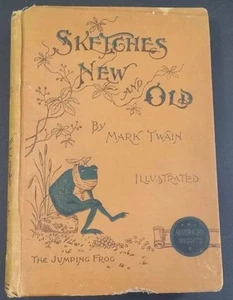 SKETCHES
NEW
AND OLD
BY MARK TWAIN
ILLUSTRATED
THE JUMPING FROG